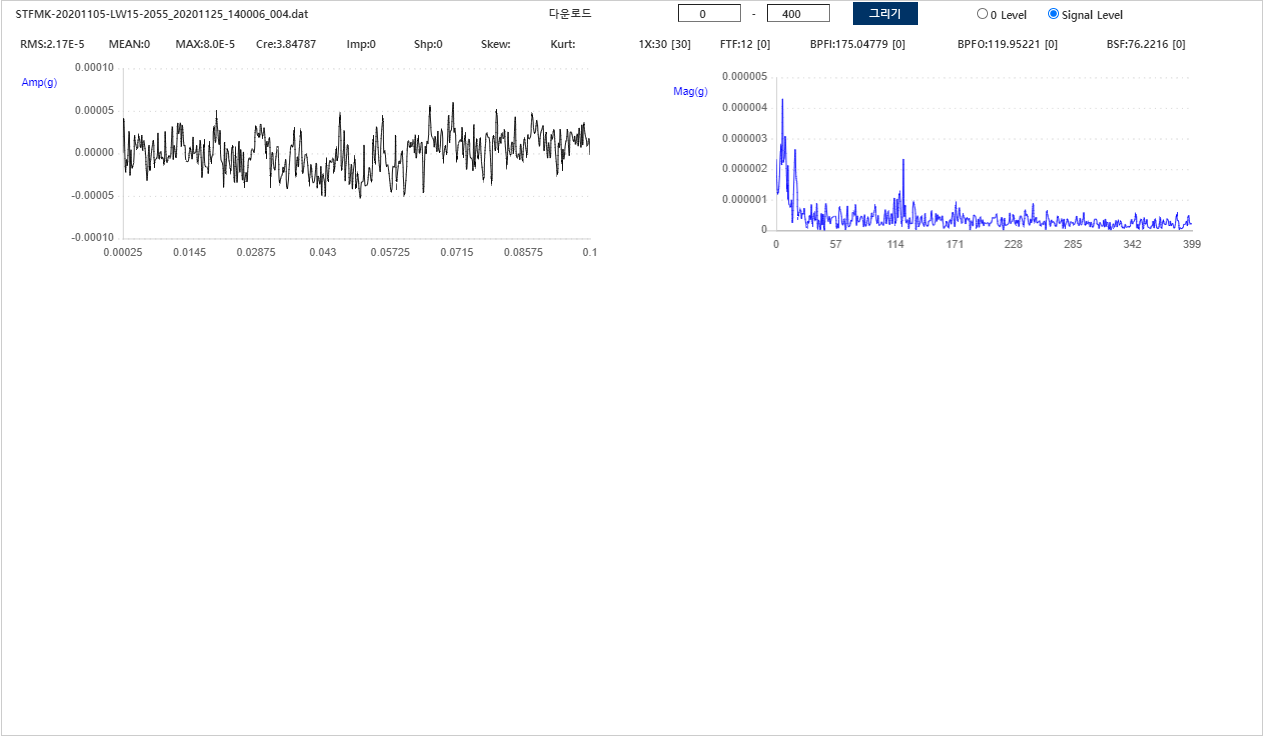 STFMK-20201105-LW15-2055_20201125_140006_004.dat 다운로드 0 - 400 그리기 0 Level Signal Level
RMS:2.17E-5 MEAN:0 MAX:8.0E-5 Cre:3.84787 Imp:0 Shp:0 Skew: Kurt: 1X:30 [30] FTF:12 [0] BPFI:175.04779 [0] BPFO:119.95221 [0] BSF:76.2216 [0]
Amp(g)
0.00010
0.00005
0.00000
-0.00005
-0.00010
0.00025 0.0145 0.02875 0.043 0.05725 0.0715 0.08575 0.1
Mag(g)
0.000005
0.000004
0.000003
0.000002
0.000001
0
0 57 114 171 228 285 342 399